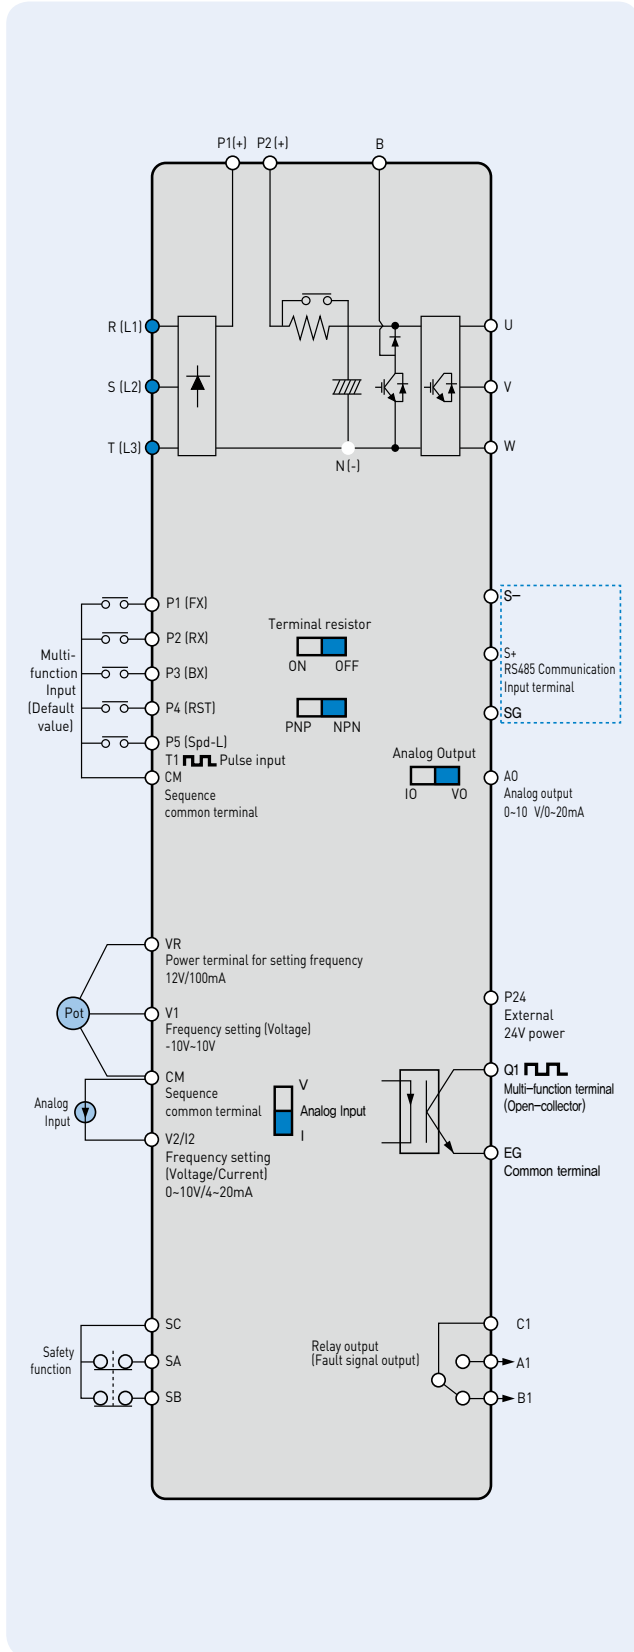 P1(+)
P2 (+)
B
R (L1)
S (L2)
T (L3)
U
V
W
N (-)
P1 (FX)
P2 (RX)
P3 (BX)
P4 (RST)
P5 (Spd-L)
T1 Pulse input
CM
Sequence
common terminal
Multi-
function
Input
(Default
value)
Terminal resistor
ON OFF
PNP NPN
Analog Output
IO VO
S-
S+
RS485 Communication
Input terminal
SG
AO
Analog output
0~10 V/0~20mA
VR
Power terminal for setting frequency
12V/100mA
Pot
V1
Frequency setting (Voltage)
-10V~10V
CM
Sequence
common terminal
Analog
Input
V
Analog Input
I
V2/I2
Frequency setting
(Voltage/Current)
0~10V/4~20mA
P24
External
24V power
Q1
Multi-function terminal
(Open-collector)
EG
Common terminal
SC
SA
SB
Safety
function
Relay output
(Fault signal output)
C1
A1
B1